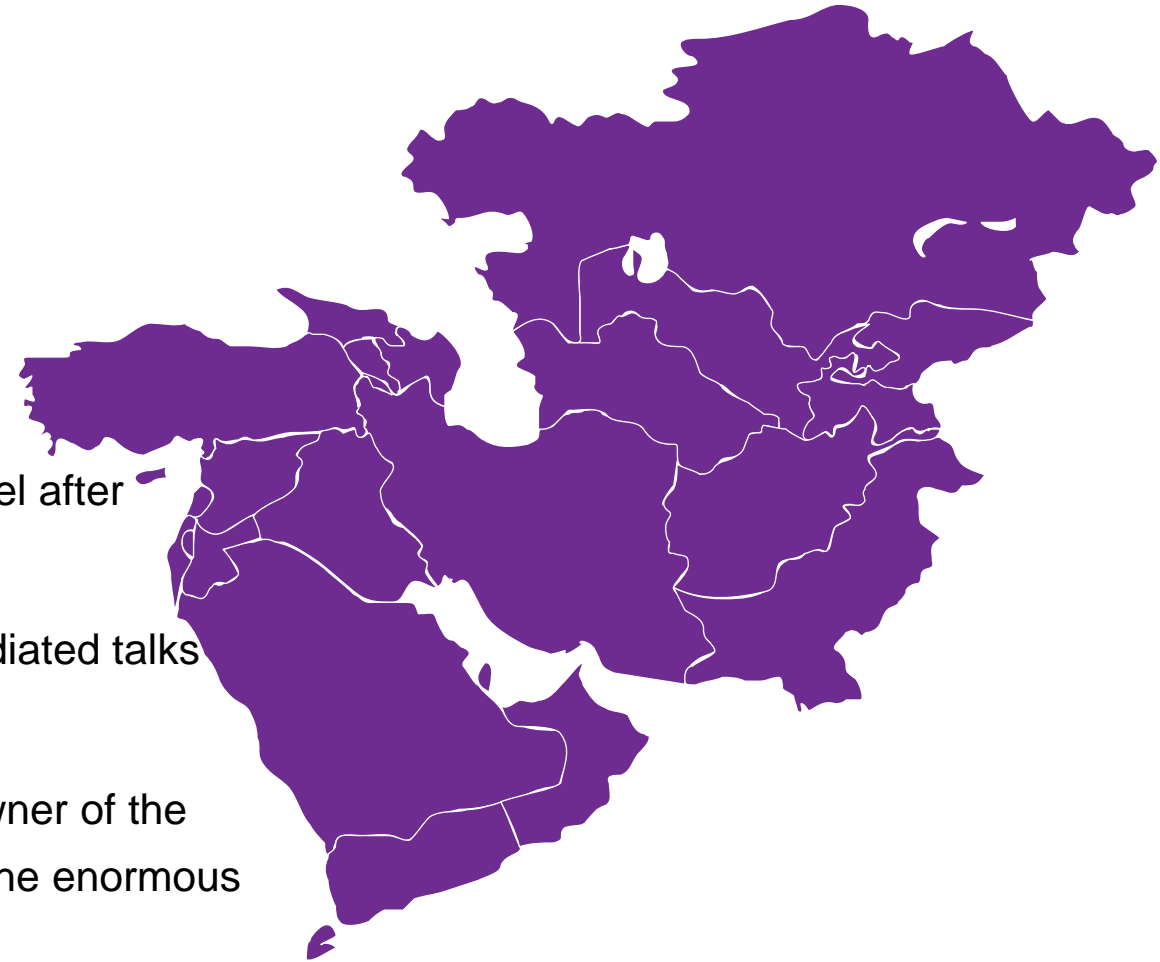 el after
diated talks
wner of the
he enormous